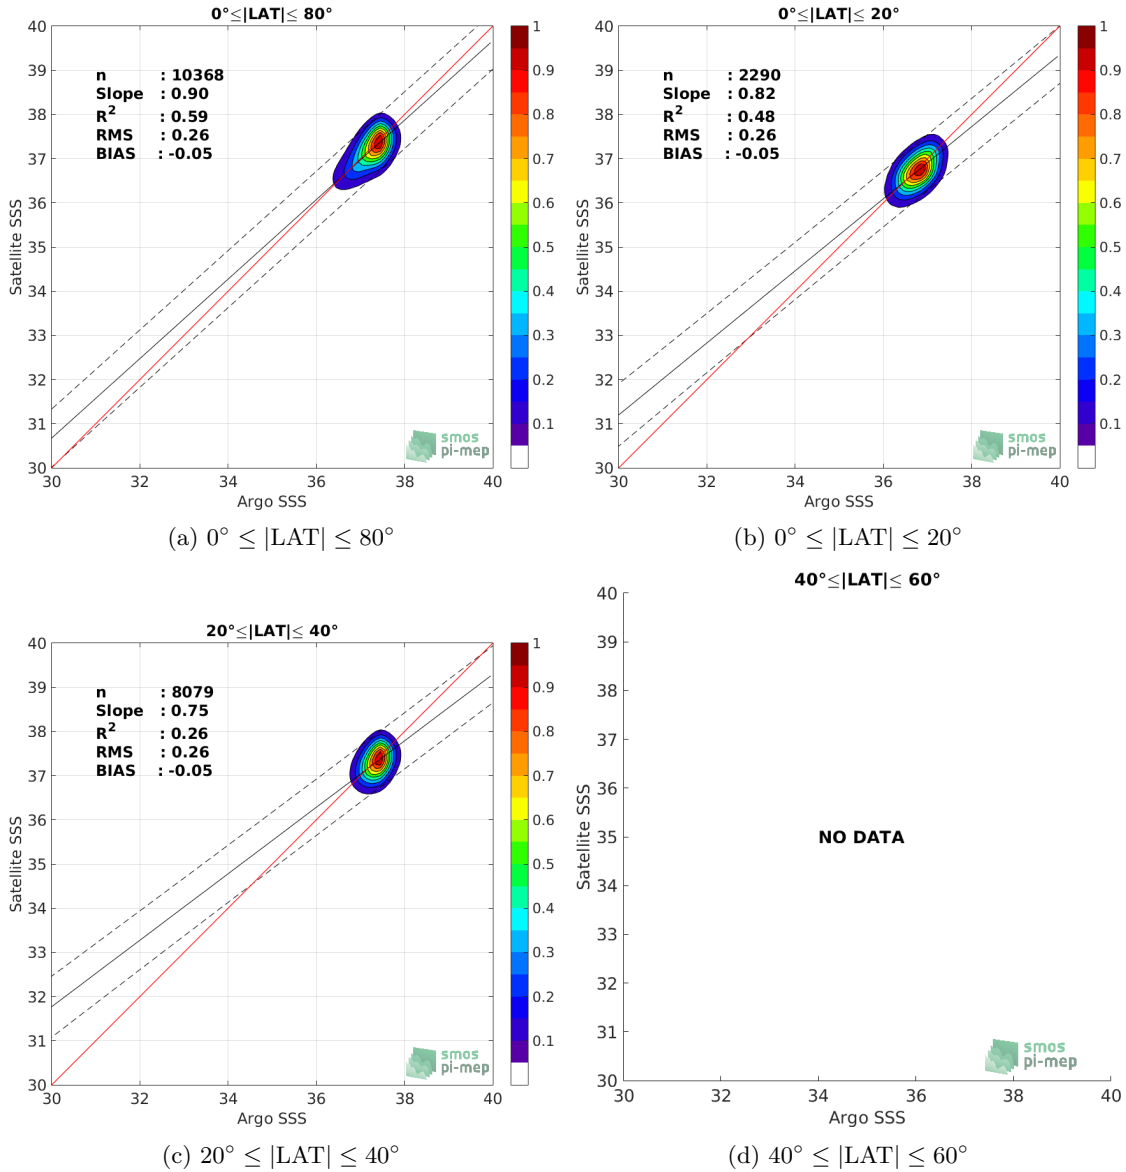 0°≤|LAT|≤ 80°
40
39
38
37
36
35
34
33
32
31
30
Satellite SSS
n : 10368
Slope : 0.90
R2 : 0.59
RMS : 0.26
BIAS : -0.05
smos
pi-mep
30 32 34 36 38 40
Argo SSS
1
0.9
0.8
0.7
0.6
0.5
0.4
0.3
0.2
0.1
(a) 0° ≤ |LAT| ≤ 80°
0°≤|LAT|≤ 20°
40
39
38
37
36
35
34
33
32
31
30
Satellite SSS
n : 2290
Slope : 0.82
R2 : 0.48
RMS : 0.26
BIAS : -0.05
smos
pi-mep
30 32 34 36 38 40
Argo SSS
1
0.9
0.8
0.7
0.6
0.5
0.4
0.3
0.2
0.1
(b) 0° ≤ |LAT| ≤ 20°
20°≤|LAT|≤ 40°
40
39
38
37
36
35
34
33
32
31
30
Satellite SSS
n : 8079
Slope : 0.75
R2 : 0.26
RMS : 0.26
BIAS : -0.05
smos
pi-mep
30 32 34 36 38 40
Argo SSS
1
0.9
0.8
0.7
0.6
0.5
0.4
0.3
0.2
0.1
(c) 20° ≤ |LAT| ≤ 40°
40°≤|LAT|≤ 60°
40
39
38
37
36
35
34
33
32
31
30
Satellite SSS
NO DATA
smos
pi-mep
30 32 34 36 38 40
Argo SSS
(d) 40° ≤ |LAT| ≤ 60°